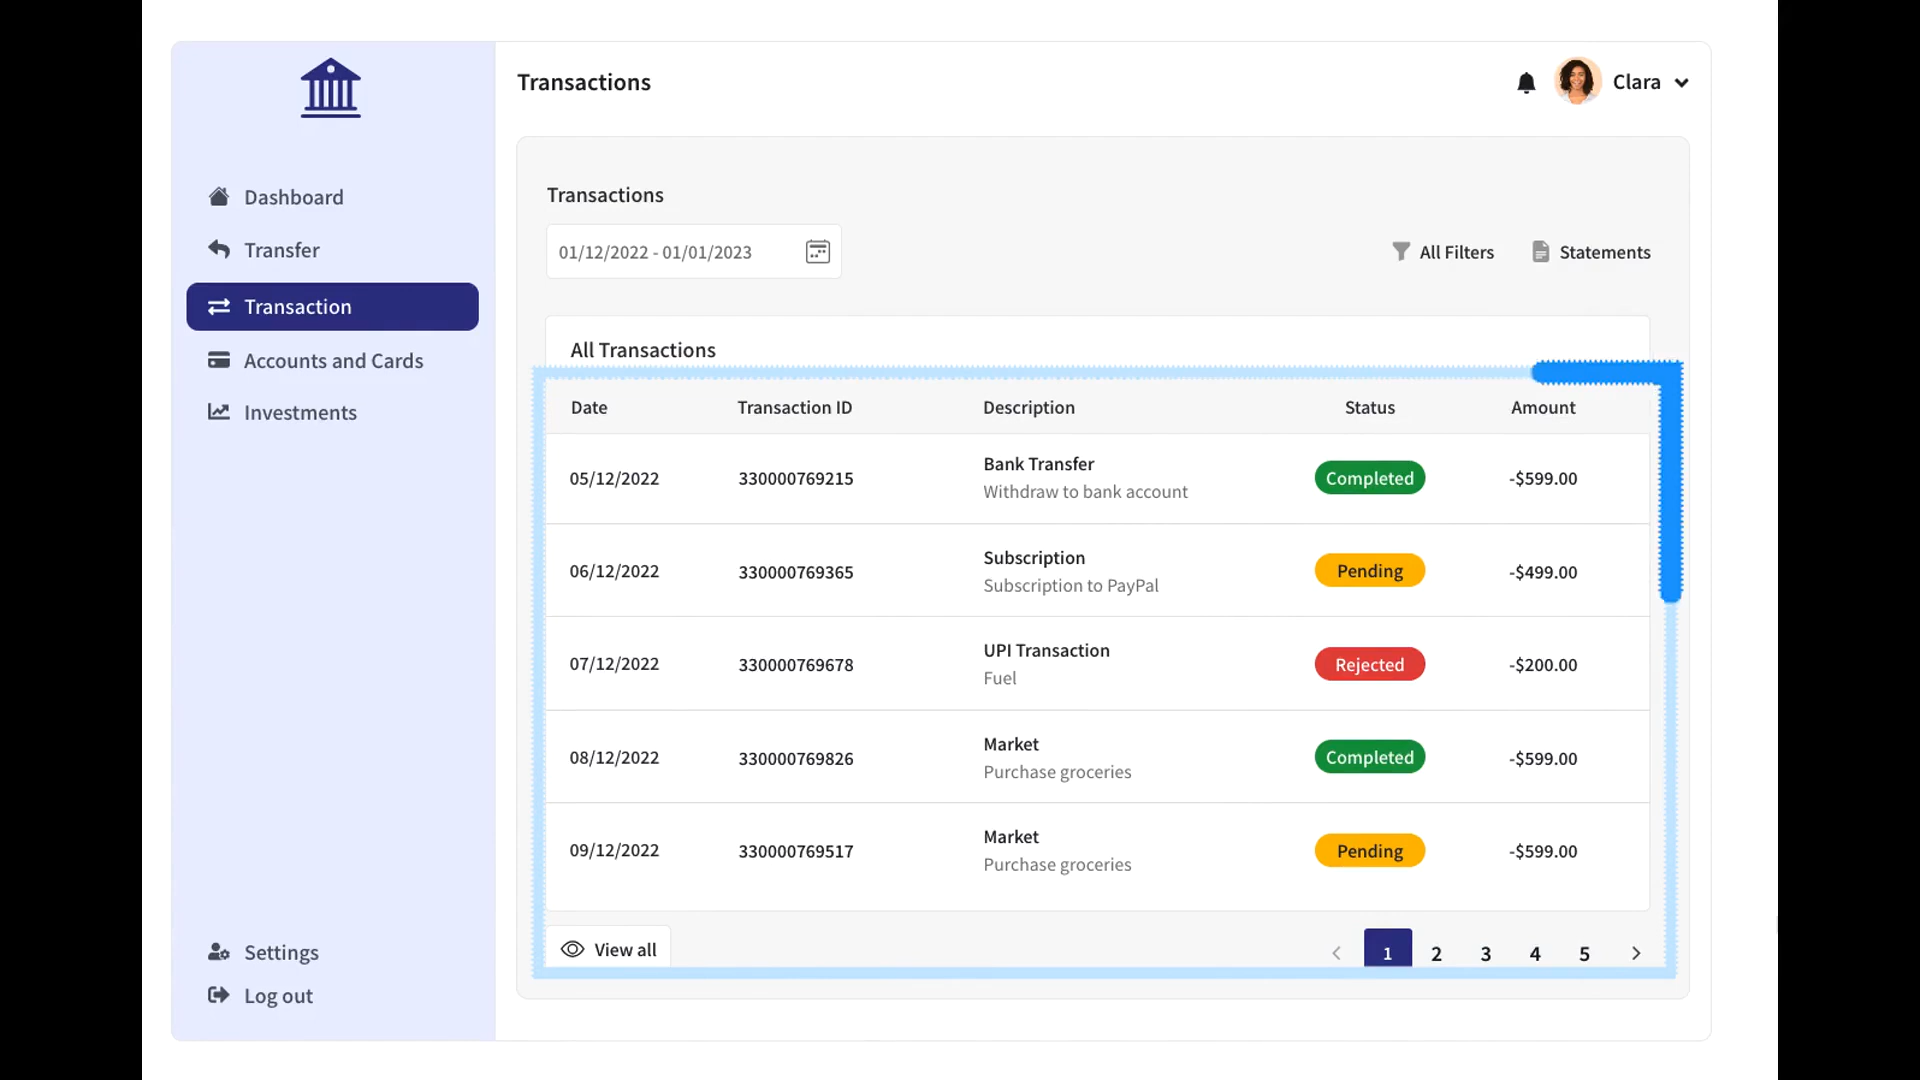 Transactions
Clara
Dashboard
Transfer
Transaction
Accounts and Cards
Investments
Settings
Log out
Transactions
01/12/2022 - 01/01/2023
All Filters
Statements
All Transactions
Date Transaction ID Description Status Amount
05/12/2022 330000769215 Bank Transfer Completed -$599.00
Withdraw to bank account
06/12/2022 330000769365 Subscription Pending -$499.00
Subscription to PayPal
07/12/2022 330000769678 UPI Transaction Rejected -$200.00
Fuel
08/12/2022 330000769826 Market Completed -$599.00
Purchase groceries
09/12/2022 330000769517 Market Pending -$599.00
Purchase groceries
View all
1 2 3 4 5